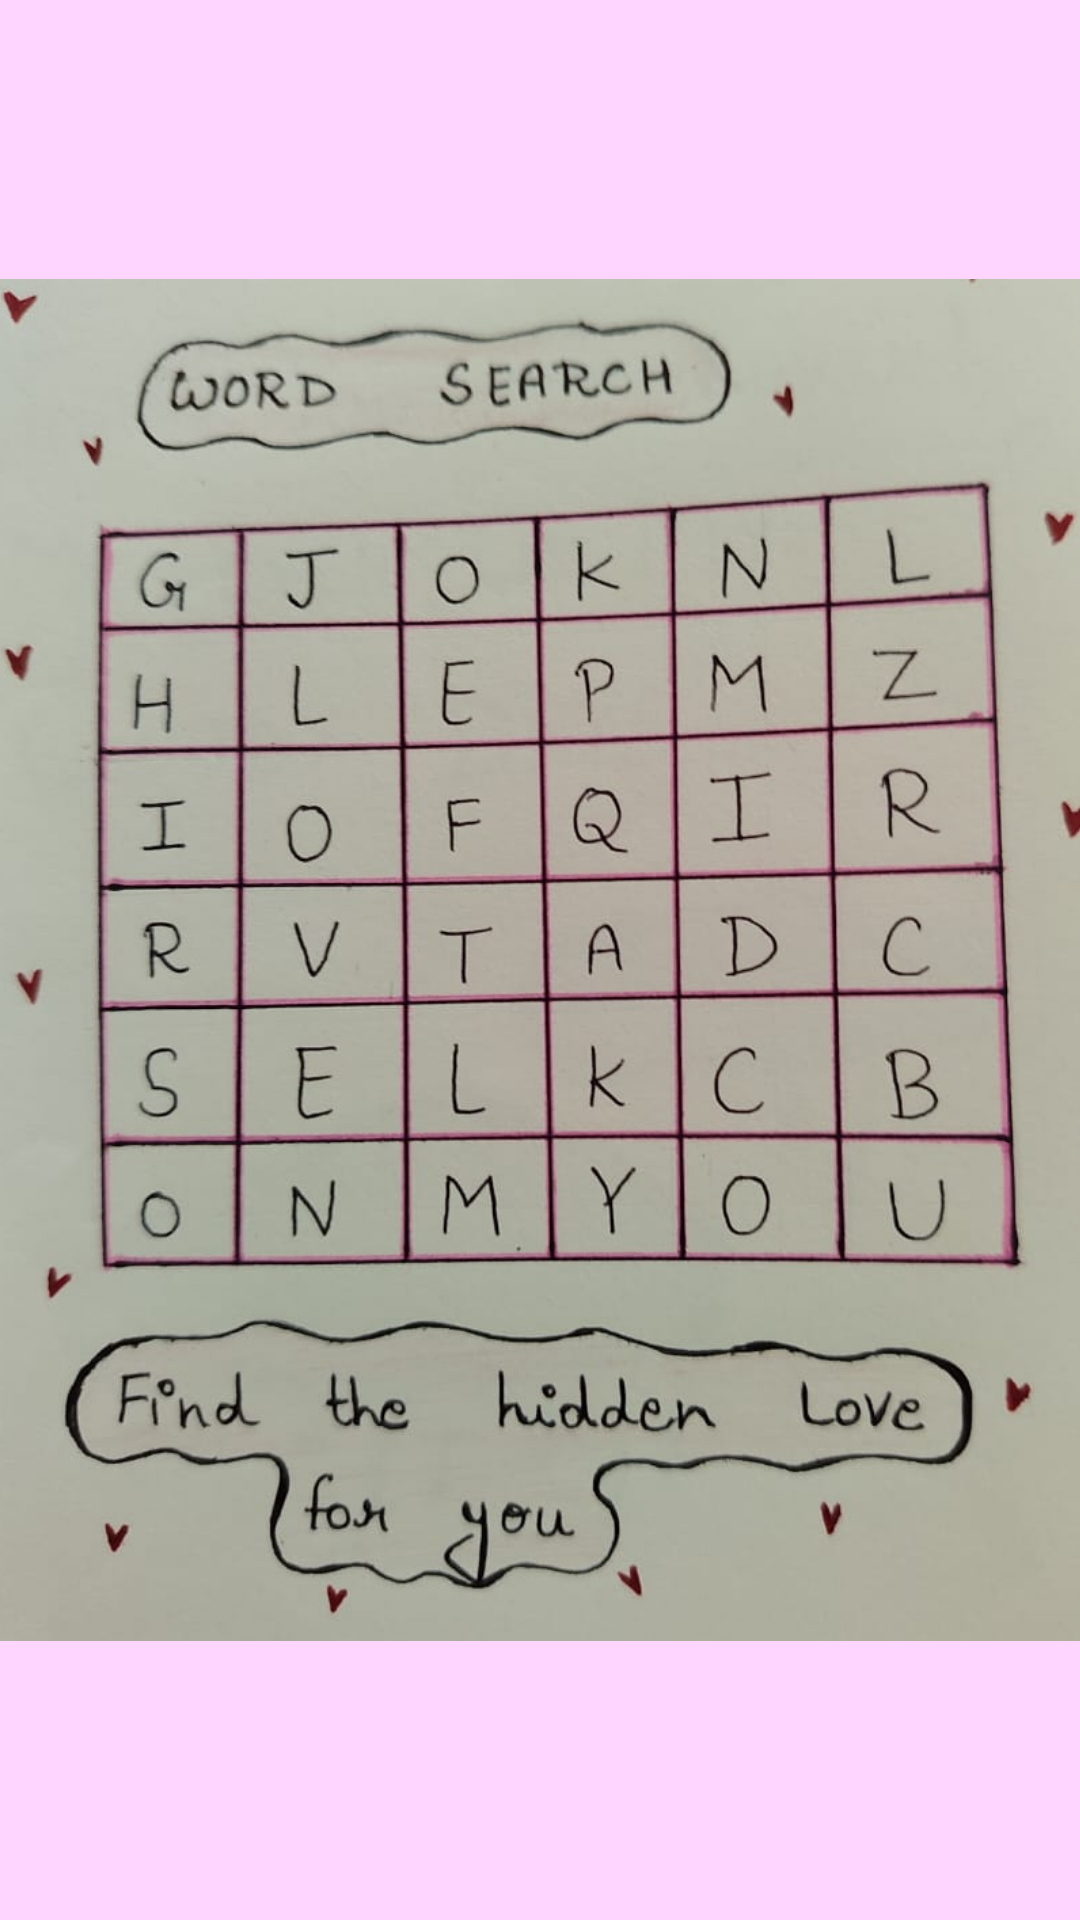 WORD SEARCH
G J O K N L
H L E P M Z
I O F Q I R
R V T A D C
S E L K C B
O N M Y O U
Find the hidden Love
for you